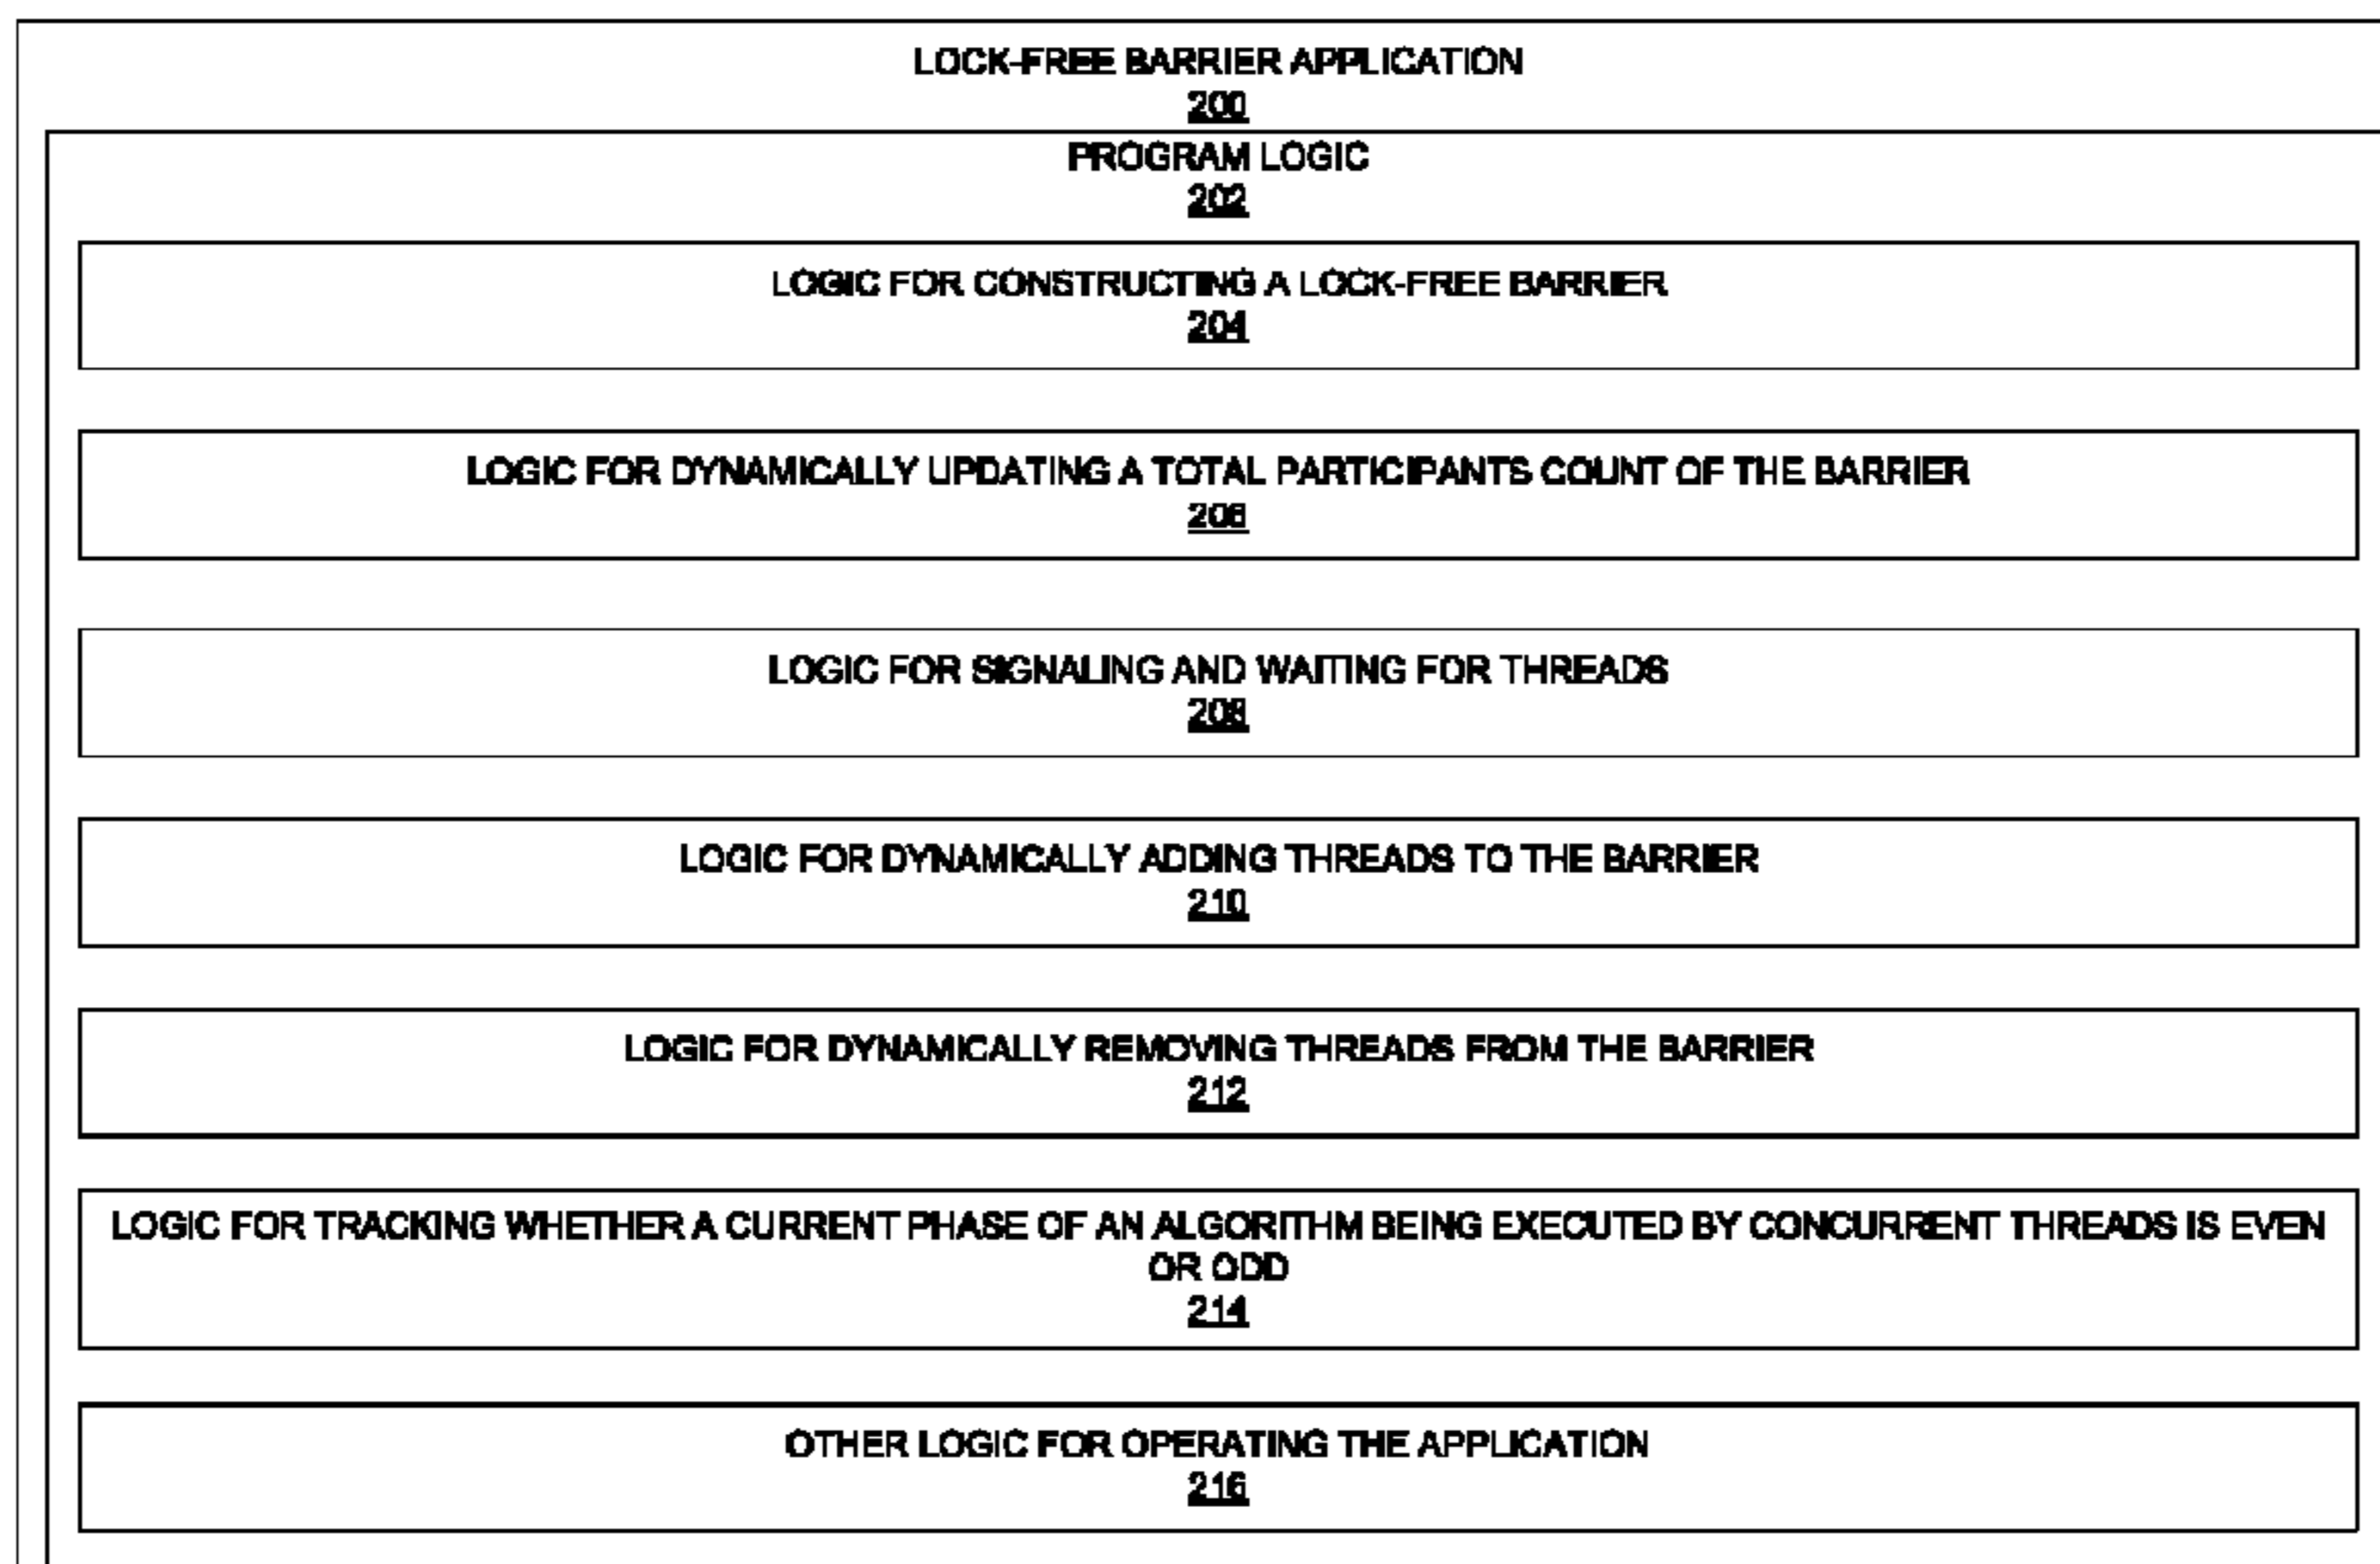 LOCK-FREE BARRIER APPLICATION
200
PROGRAM LOGIC
202
LOGIC FOR CONSTRUCTING A LOCK-FREE BARRIER
204
LOGIC FOR DYNAMICALLY UPDATING A TOTAL PARTICIPANTS COUNT OF THE BARRIER
206
LOGIC FOR SIGNALING AND WAITING FOR THREADS
208
LOGIC FOR DYNAMICALLY ADDING THREADS TO THE BARRIER
210
LOGIC FOR DYNAMICALLY REMOVING THREADS FROM THE BARRIER
212
LOGIC FOR TRACKING WHETHER A CURRENT PHASE OF AN ALGORITHM BEING EXECUTED BY CONCURRENT THREADS IS EVEN
OR ODD
214
OTHER LOGIC FOR OPERATING THE APPLICATION
216